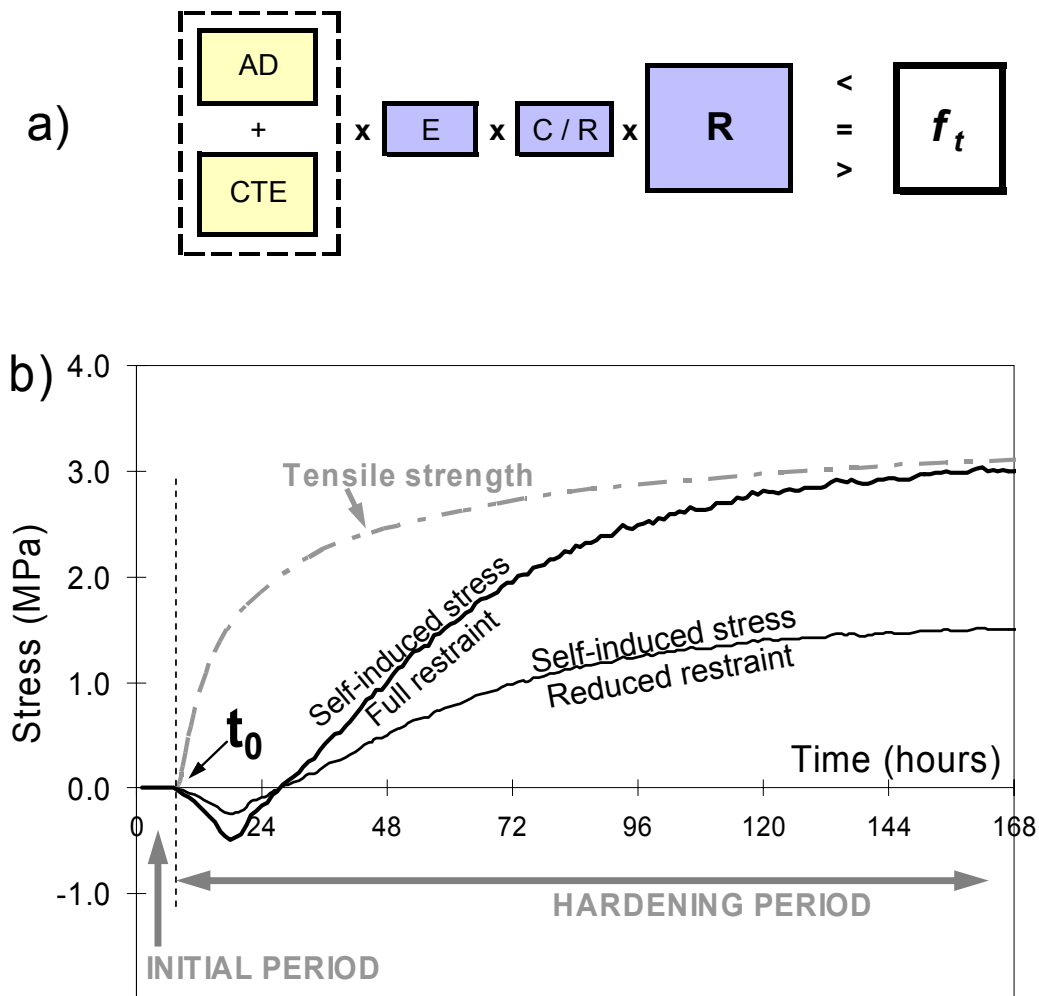 a)
AD
+
CTE
x
E
x
C / R
x
R
<
=
>
f t
b)
Stress (MPa)
4.0
3.0
2.0
1.0
0.0
-1.0
Tensile strength
Self-induced stress
Full restraint
Self-induced stress
Reduced restraint
t0
Time (hours)
0 24 48 72 96 120 144 168
HARDENING PERIOD
INITIAL PERIOD